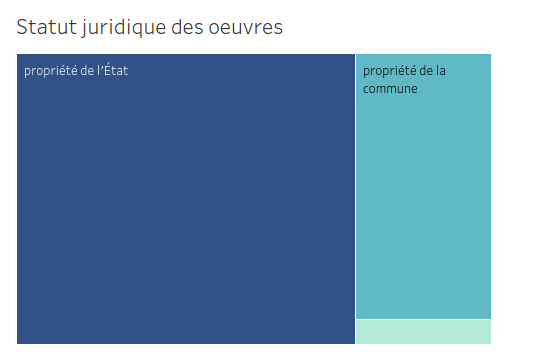 Statut juridique des oeuvres
propriété de l'État
propriété de la
commune